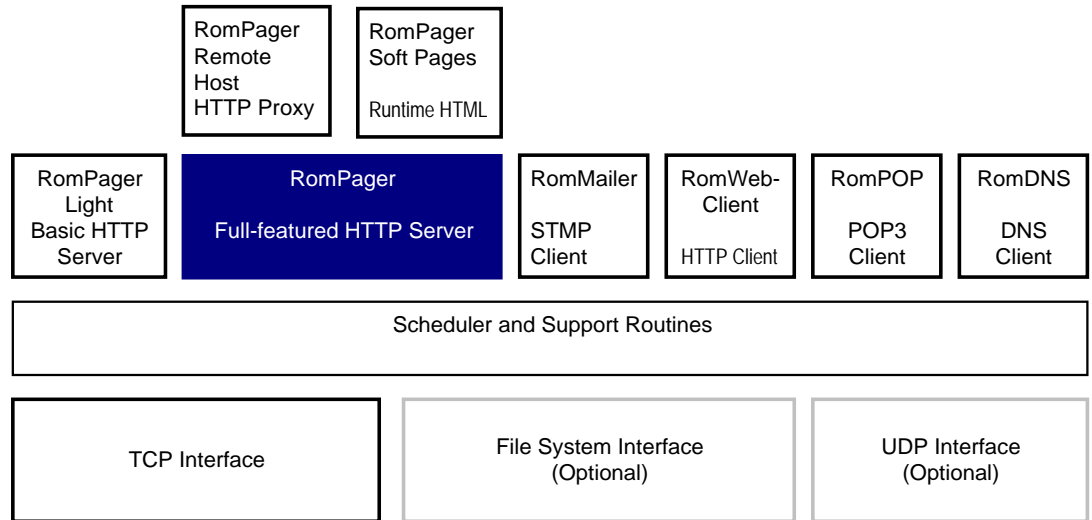 RomPager
Remote
Host
HTTP Proxy
RomPager
Soft Pages
Runtime HTML
RomPager
Light
Basic HTTP
Server
RomPager
Full-featured HTTP Server
RomMailer
STMP
Client
RomWeb-
Client
HTTP Client
RomPOP
POP3
Client
RomDNS
DNS
Client
Scheduler and Support Routines
TCP Interface
File System Interface
(Optional)
UDP Interface
(Optional)